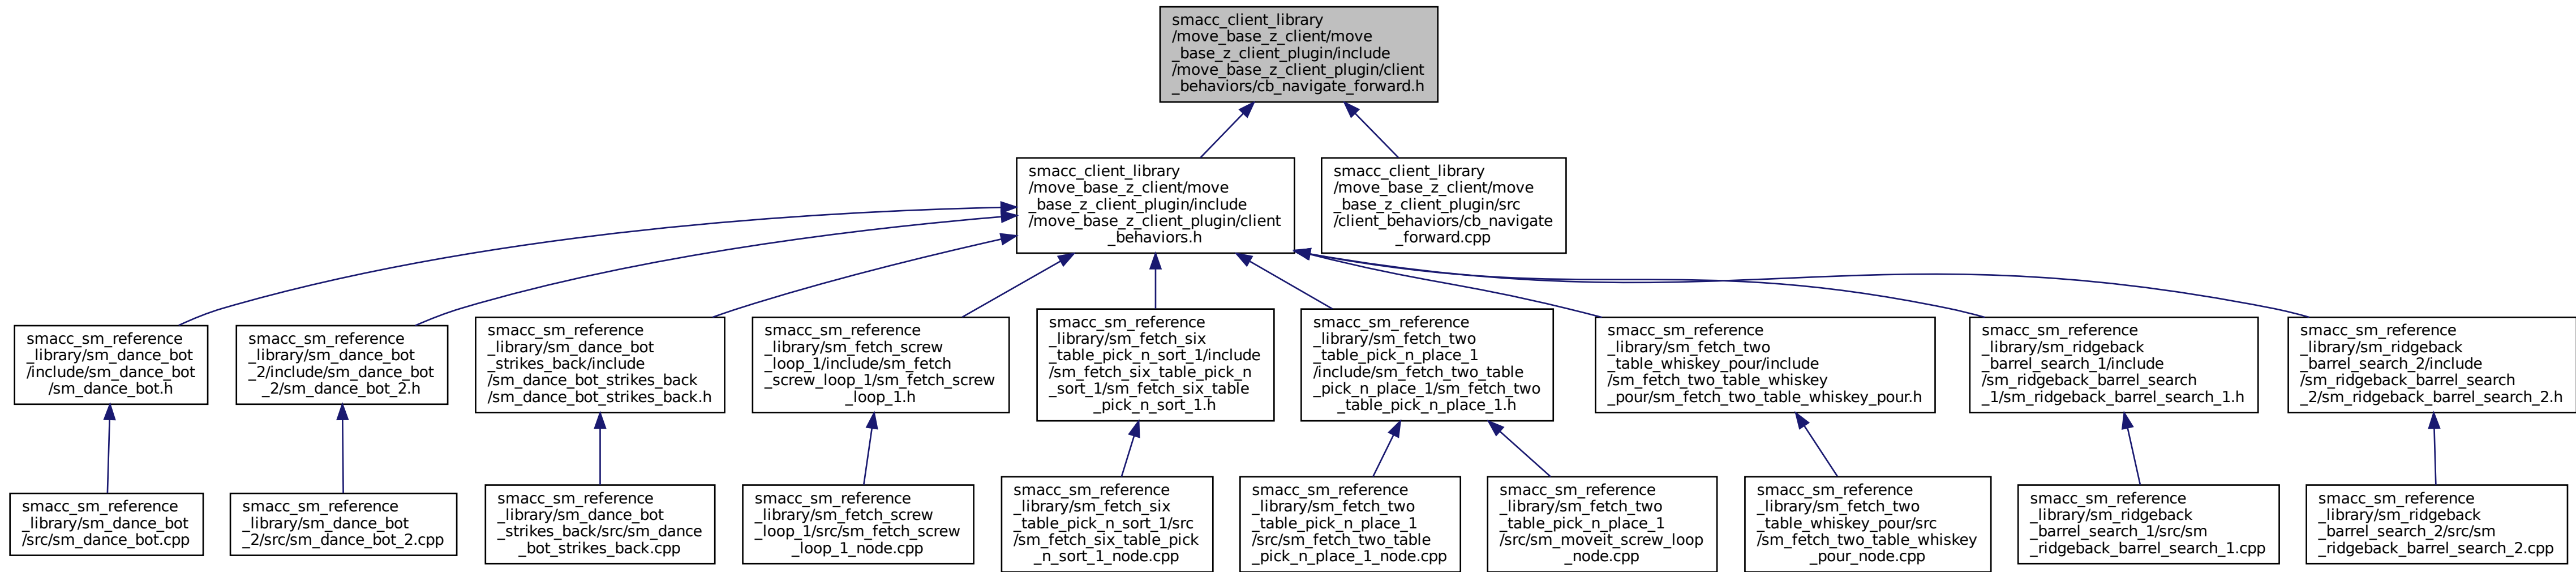 smacc_client_library
/move_base_z_client/move
_base_z_client_plugin/include
/move_base_z_client_plugin/client
_behaviors/cb_navigate_forward.h
smacc_client_library
/move_base_z_client/move
_base_z_client_plugin/include
/move_base_z_client_plugin/client
_behaviors.h
smacc_client_library
/move_base_z_client/move
_base_z_client_plugin/src
/client_behaviors/cb_navigate
_forward.cpp
smacc_sm_reference
_library/sm_dance_bot
/include/sm_dance_bot
/sm_dance_bot.h
smacc_sm_reference
_library/sm_dance_bot
_2/include/sm_dance_bot
_2/sm_dance_bot_2.h
smacc_sm_reference
_library/sm_dance_bot
_strikes_back/include
/sm_dance_bot_strikes_back
/sm_dance_bot_strikes_back.h
smacc_sm_reference
_library/sm_fetch_screw
_loop_1/include/sm_fetch
_screw_loop_1/sm_fetch_screw
_loop_1.h
smacc_sm_reference
_library/sm_fetch_six
_table_pick_n_sort_1/include
/sm_fetch_six_table_pick_n
_sort_1/sm_fetch_six_table
_pick_n_sort_1.h
smacc_sm_reference
_library/sm_fetch_two
_table_pick_n_place_1
/include/sm_fetch_two_table
_pick_n_place_1/sm_fetch_two
_table_pick_n_place_1.h
smacc_sm_reference
_library/sm_fetch_two
_table_whiskey_pour/include
/sm_fetch_two_table_whiskey
_pour/sm_fetch_two_table_whiskey_pour.h
smacc_sm_reference
_library/sm_ridgeback
_barrel_search_1/include
/sm_ridgeback_barrel_search
_1/sm_ridgeback_barrel_search_1.h
smacc_sm_reference
_library/sm_ridgeback
_barrel_search_2/include
/sm_ridgeback_barrel_search
_2/sm_ridgeback_barrel_search_2.h
smacc_sm_reference
_library/sm_dance_bot
/src/sm_dance_bot.cpp
smacc_sm_reference
_library/sm_dance_bot
_2/src/sm_dance_bot_2.cpp
smacc_sm_reference
_library/sm_dance_bot
_strikes_back/src/sm_dance
_bot_strikes_back.cpp
smacc_sm_reference
_library/sm_fetch_screw
_loop_1/src/sm_fetch_screw
_loop_1_node.cpp
smacc_sm_reference
_library/sm_fetch_six
_table_pick_n_sort_1/src
/sm_fetch_six_table_pick
_n_sort_1_node.cpp
smacc_sm_reference
_library/sm_fetch_two
_table_pick_n_place_1
/src/sm_fetch_two_table
_pick_n_place_1_node.cpp
smacc_sm_reference
_library/sm_fetch_two
_table_pick_n_place_1
/src/sm_moveit_screw_loop
_node.cpp
smacc_sm_reference
_library/sm_fetch_two
_table_whiskey_pour/src
/sm_fetch_two_table_whiskey
_pour_node.cpp
smacc_sm_reference
_library/sm_ridgeback
_barrel_search_1/src/sm
_ridgeback_barrel_search_1.cpp
smacc_sm_reference
_library/sm_ridgeback
_barrel_search_2/src/sm
_ridgeback_barrel_search_2.cpp